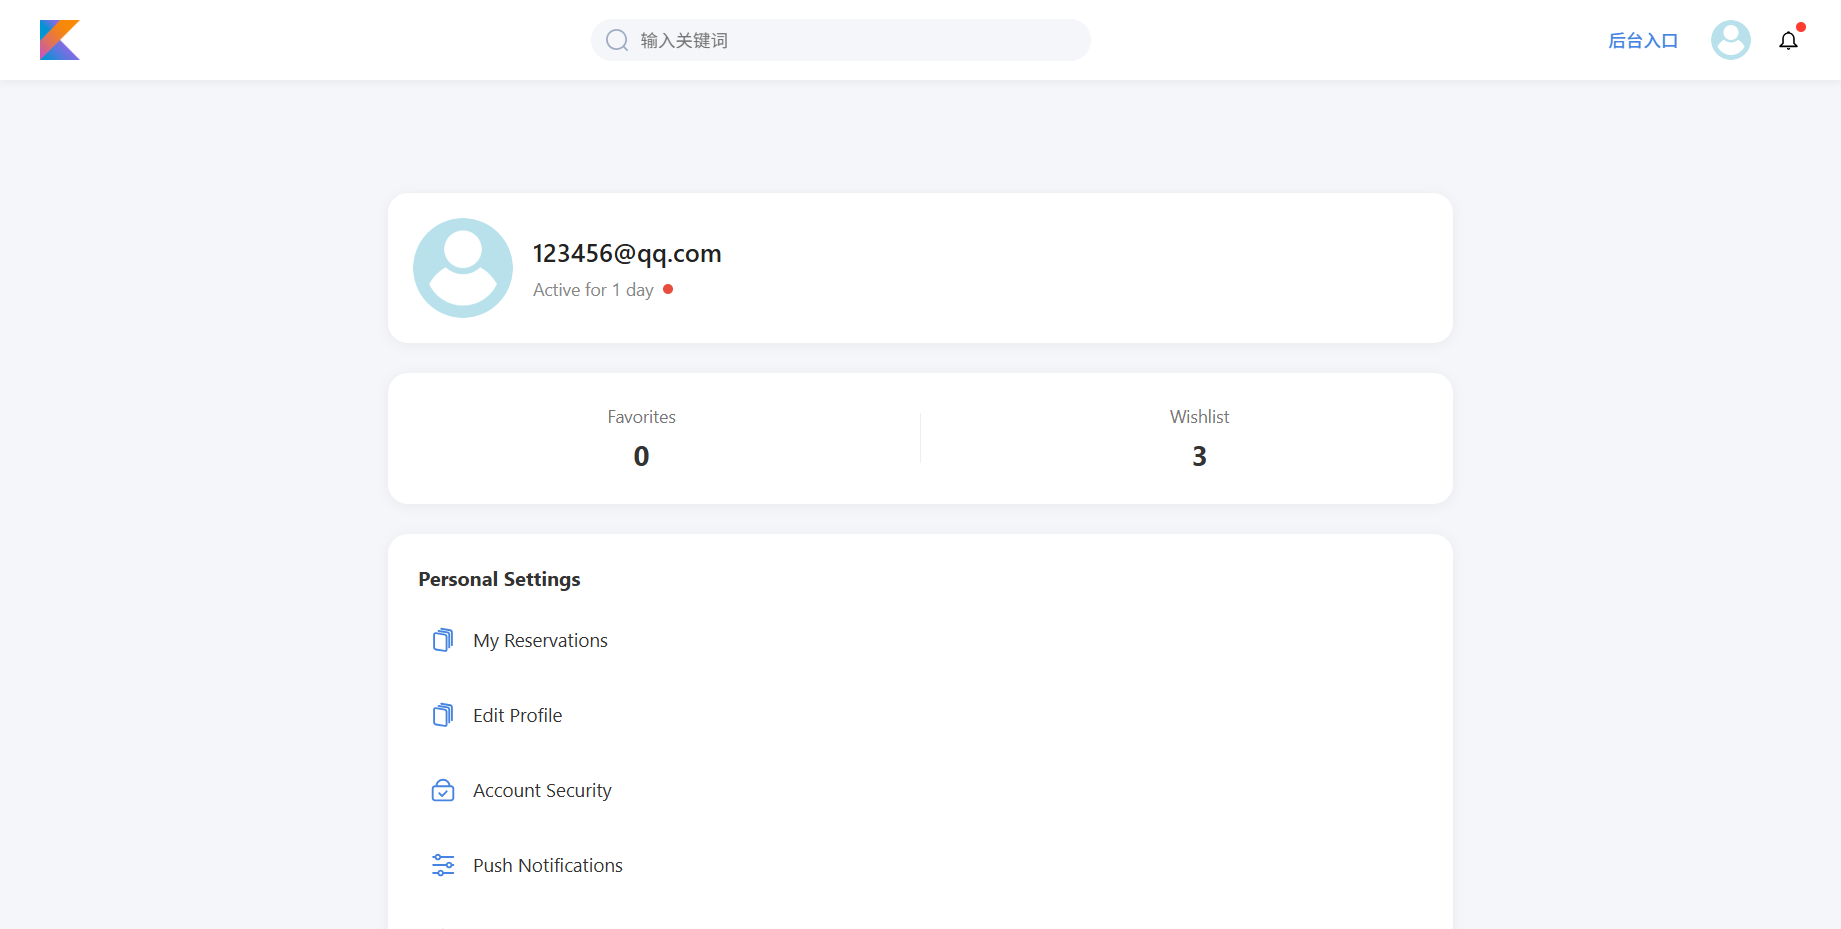 输入关键词
后台入口
123456@qq.com
Active for 1 day
Favorites
0
Wishlist
3
Personal Settings
My Reservations
Edit Profile
Account Security
Push Notifications